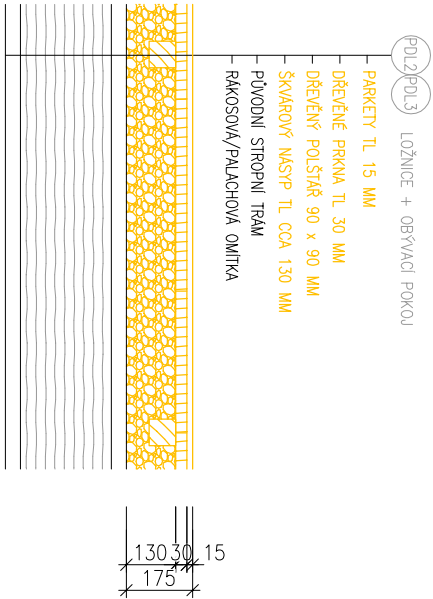 PDL2 PDL3 LOŽNICE + OBÝVACÍ POKOJ
PARKETY TL 15 MM
DŘEVĚNÉ PRKNA TL 30 MM
DŘEVĚNÝ POLŠTÁŘ 90 x 90 MM
ŠKVÁROVÝ NÁSYP TL CCA 130 MM
PŮVODNÍ STROPNÍ TRÁM
RÁKOSOVÁ/PALACHOVÁ OMÍTKA
130 30 15
175